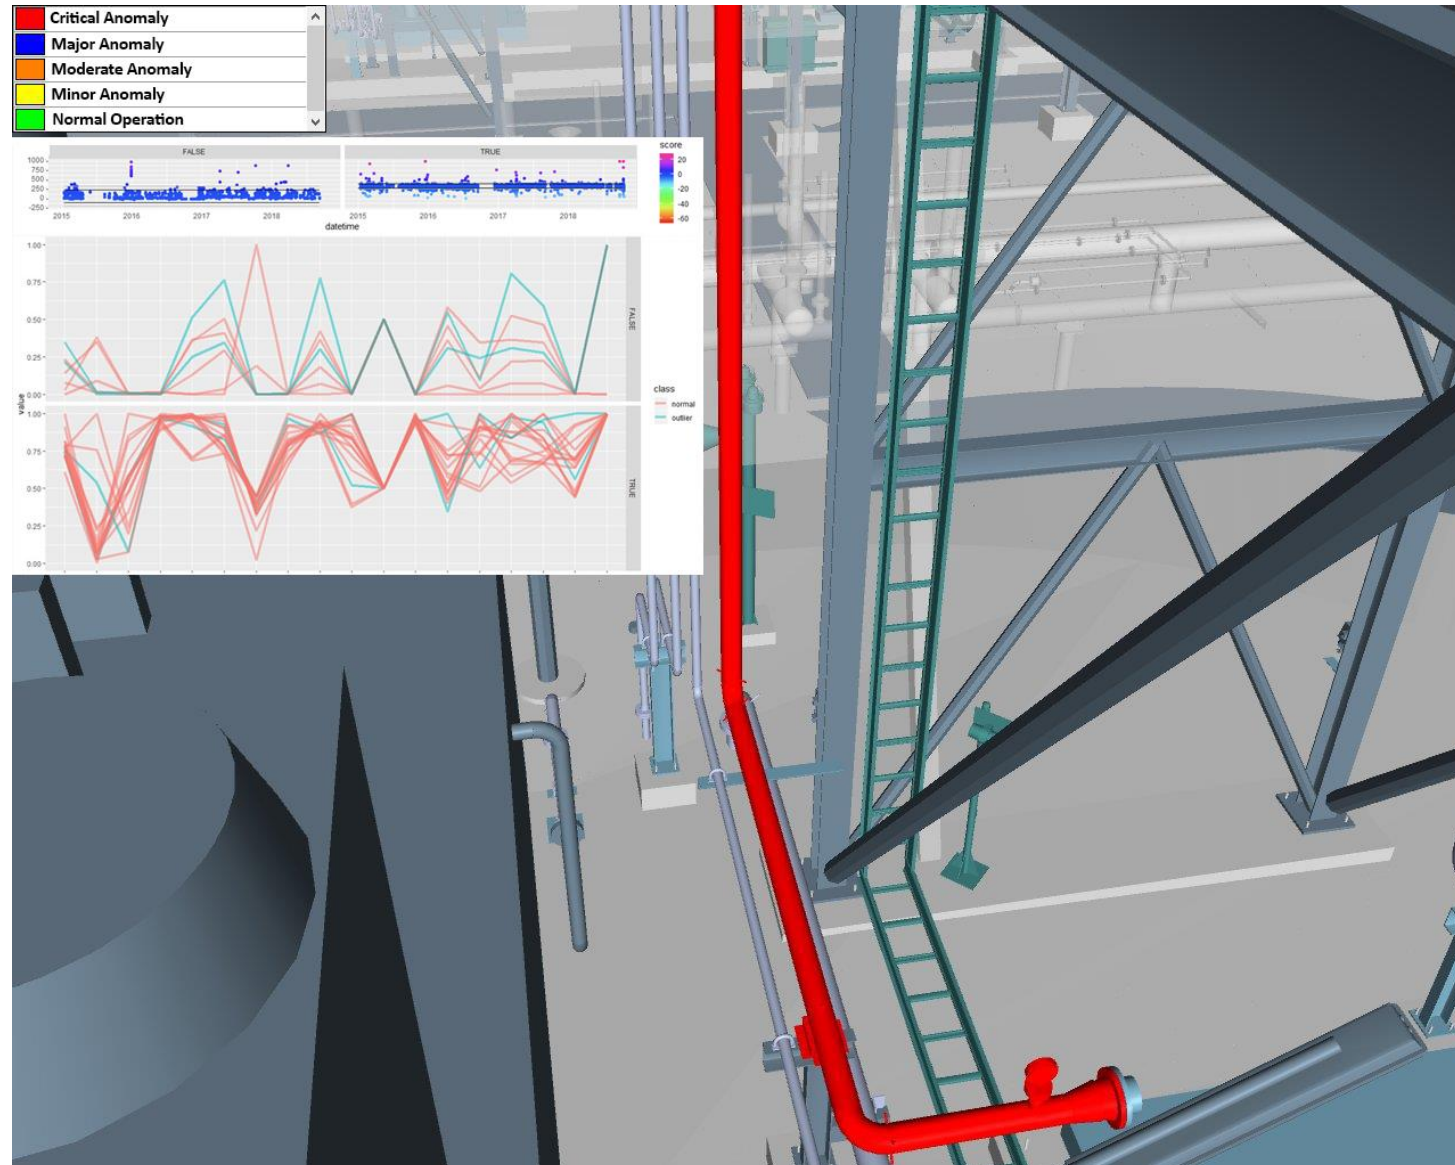 Critical Anomaly
Major Anomaly
Moderate Anomaly
Minor Anomaly
Normal Operation
FALSE TRUE score
1000
750
500
250
0
-250
20
0
-20
-40
-60
2015 2016 2017 2018 2015 2016 2017 2018
datetime
1.00
0.75
0.50
0.25
0.00
FALSE
value
class
normal
outlier
1.00
0.75
0.50
0.25
0.00
TRUE